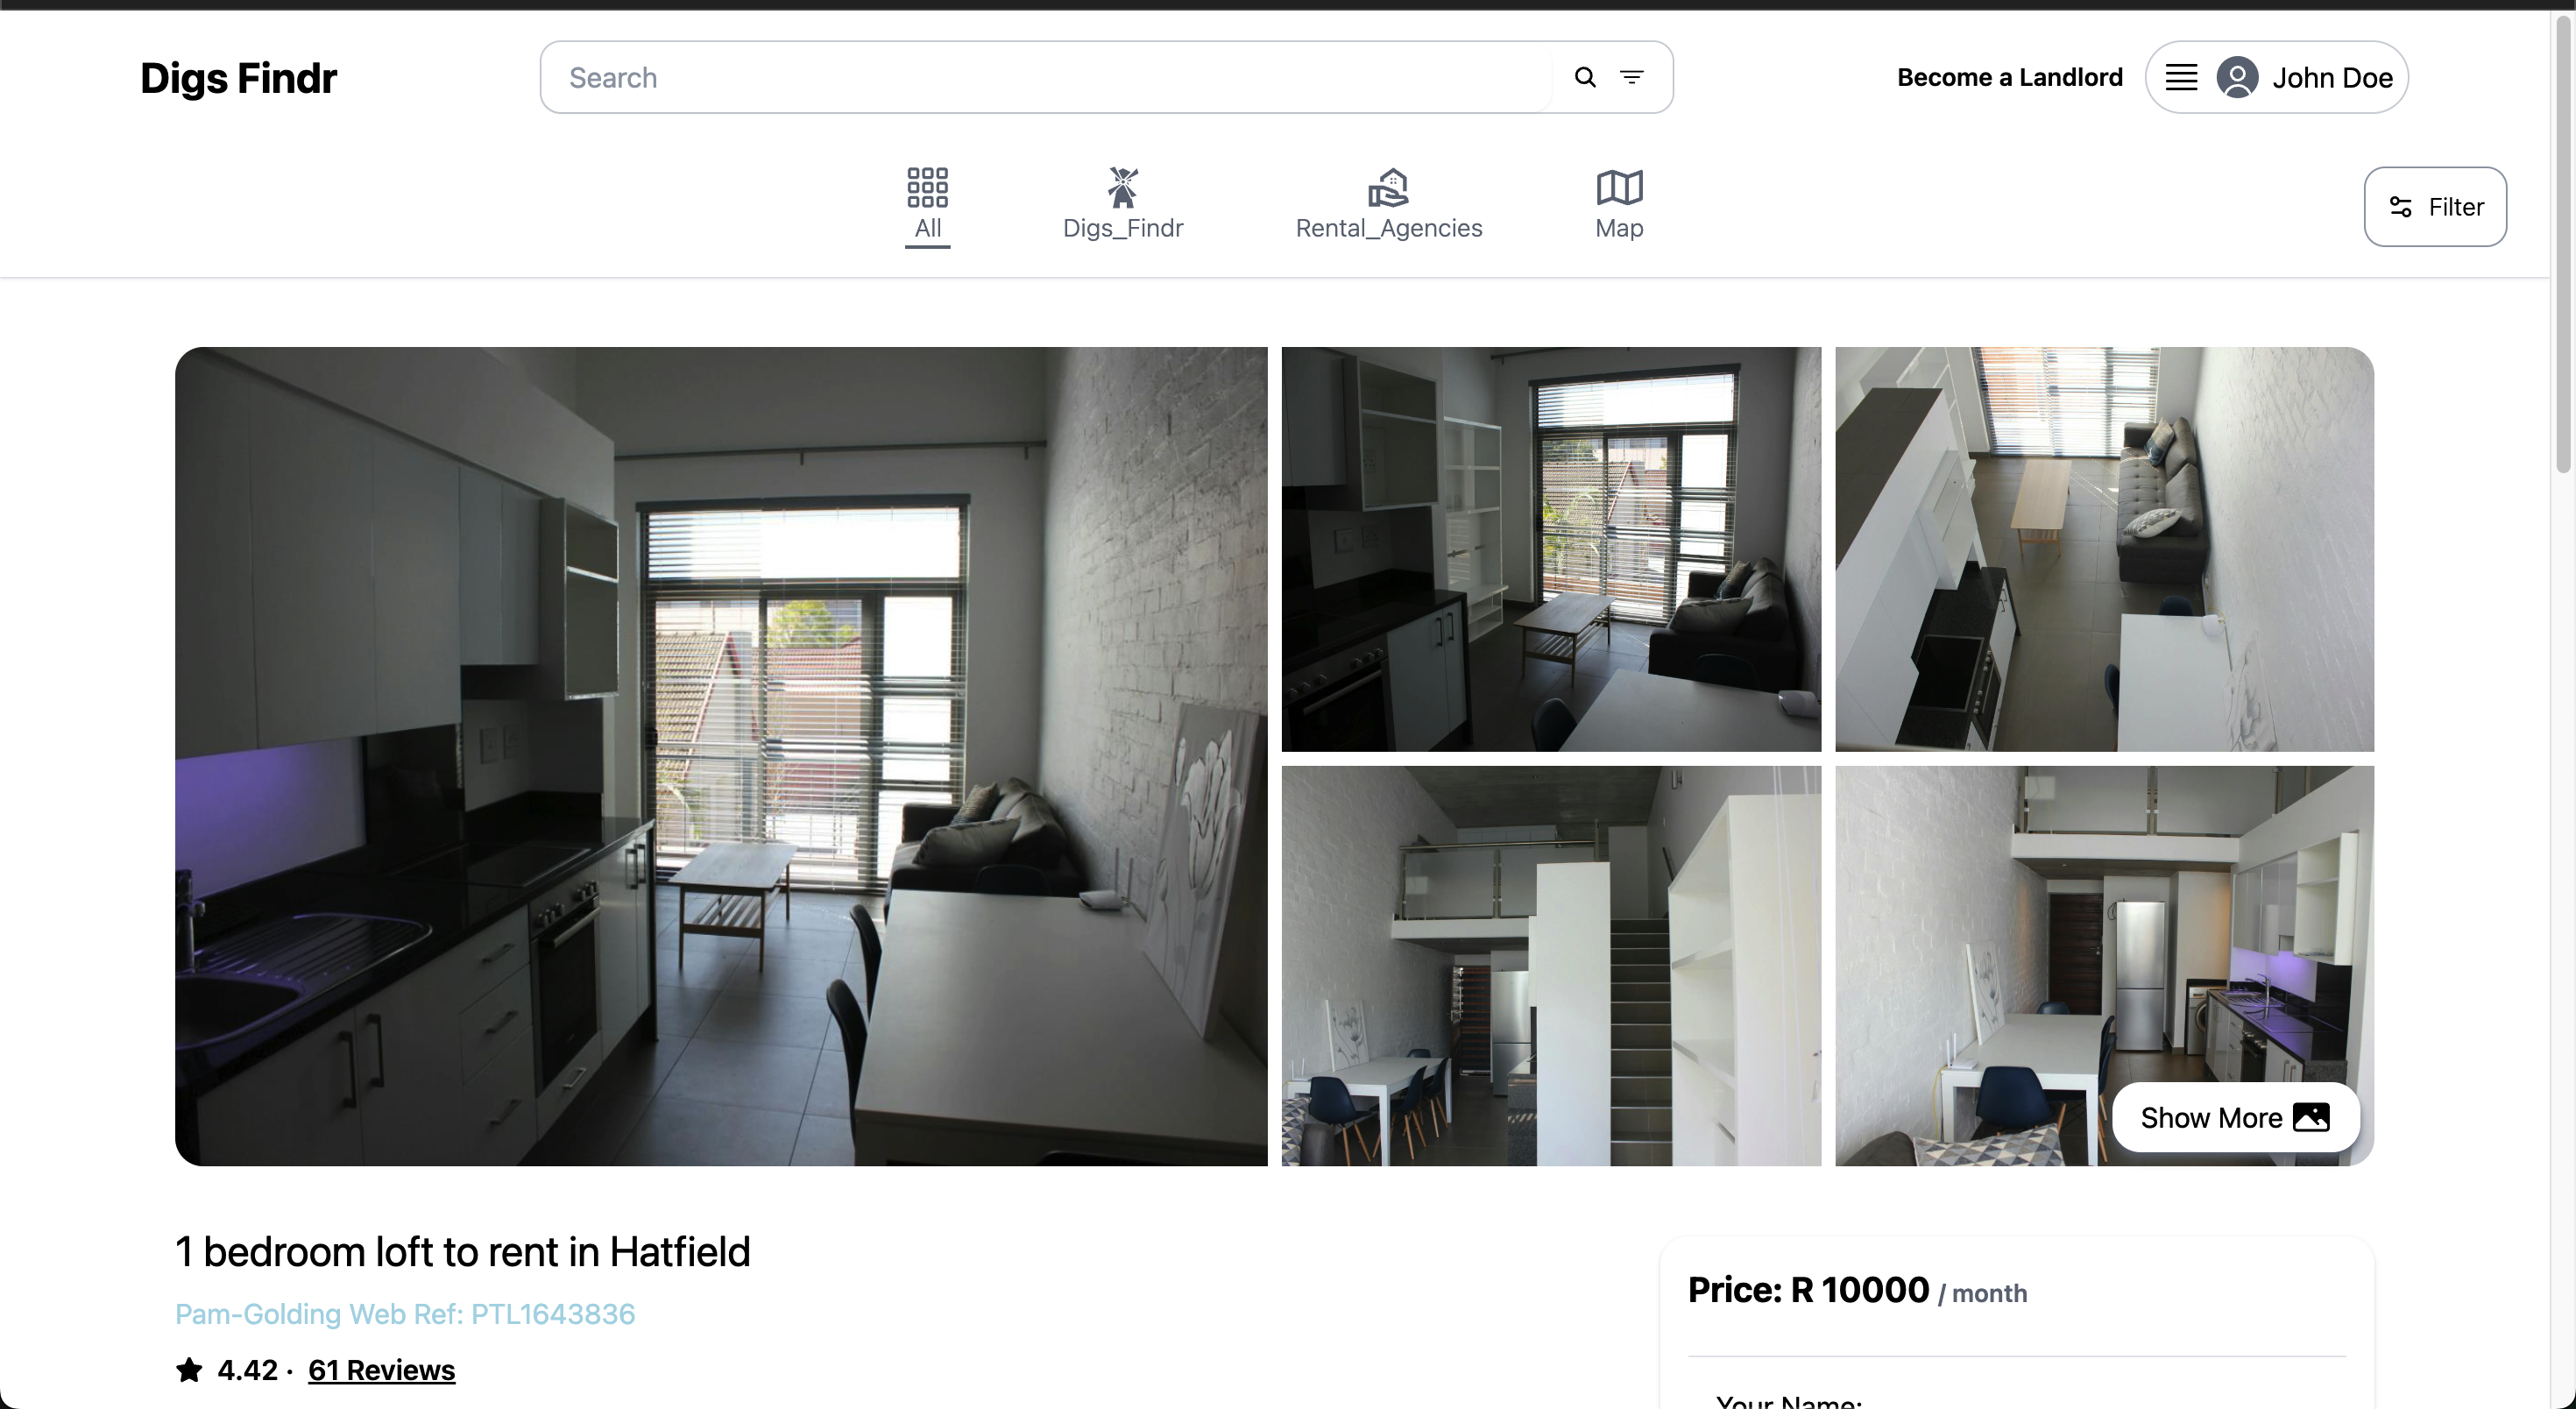 Digs Findr
Search
Become a Landlord
John Doe
All
Digs_Findr
Rental_Agencies
Map
Filter
Show More
1 bedroom loft to rent in Hatfield
Pam-Golding Web Ref: PTL1643836
4.42 · 61 Reviews
Price: R 10000 / month
Your Name: